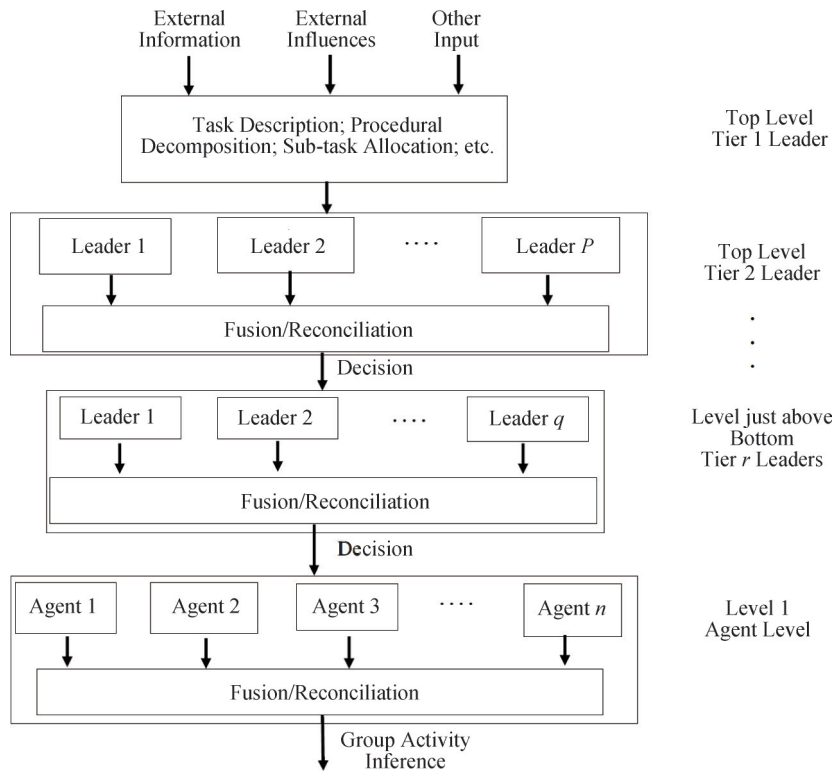 External
Information
External
Influences
Other
Input
Task Description; Procedural
Decomposition; Sub-task Allocation; etc.
Top Level
Tier 1 Leader
Leader 1
Leader 2
....
Leader P
Top Level
Tier 2 Leader
Fusion/Reconciliation
Decision
Leader 1
Leader 2
....
Leader q
Level just above
Bottom
Tier r Leaders
Fusion/Reconciliation
Decision
Agent 1
Agent 2
Agent 3
....
Agent n
Level 1
Agent Level
Fusion/Reconciliation
Group Activity
Inference